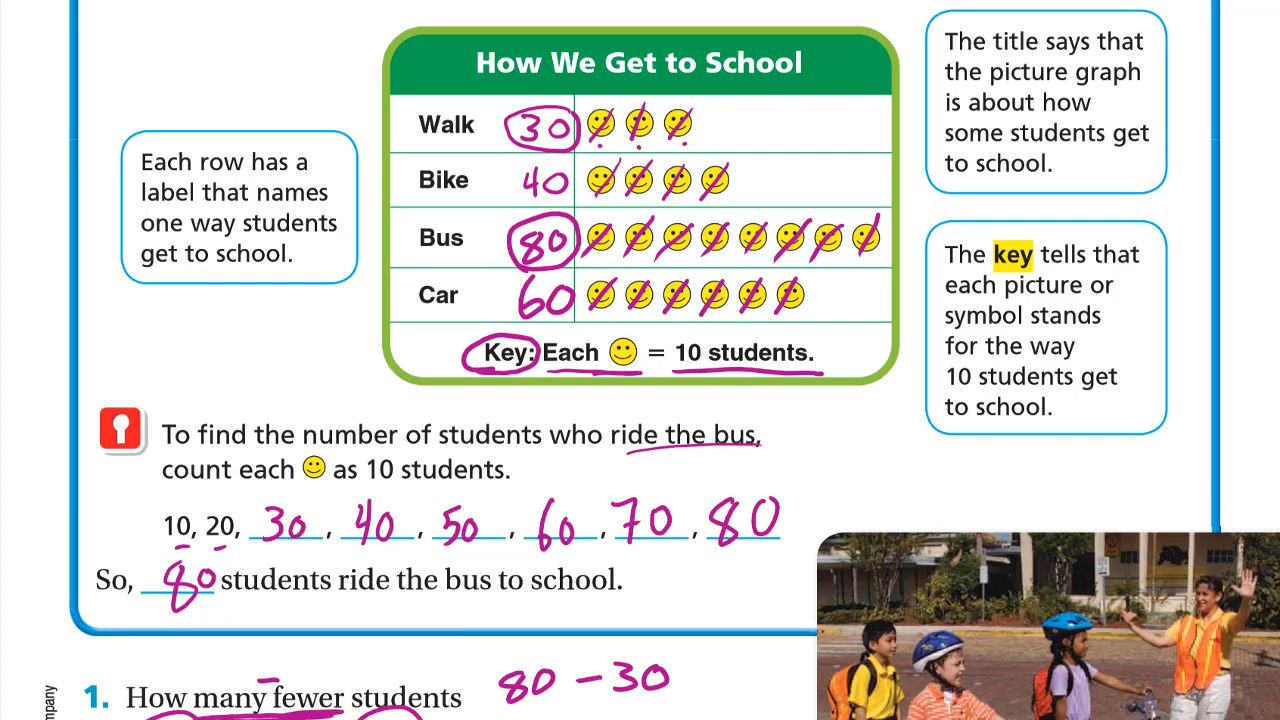 How We Get to School
Walk 30
Bike 40
Bus 80
Car 60
Key: Each = 10 students.
Each row has a
label that names
one way students
get to school.
The title says that
the picture graph
is about how
some students get
to school.
The key tells that
each picture or
symbol stands
for the way
10 students get
to school.
To find the number of students who ride the bus,
count each as 10 students.
10, 20, 30, 40, 50, 60, 70, 80
So, 80 students ride the bus to school.
1. How many fewer students
80 - 30
mpany